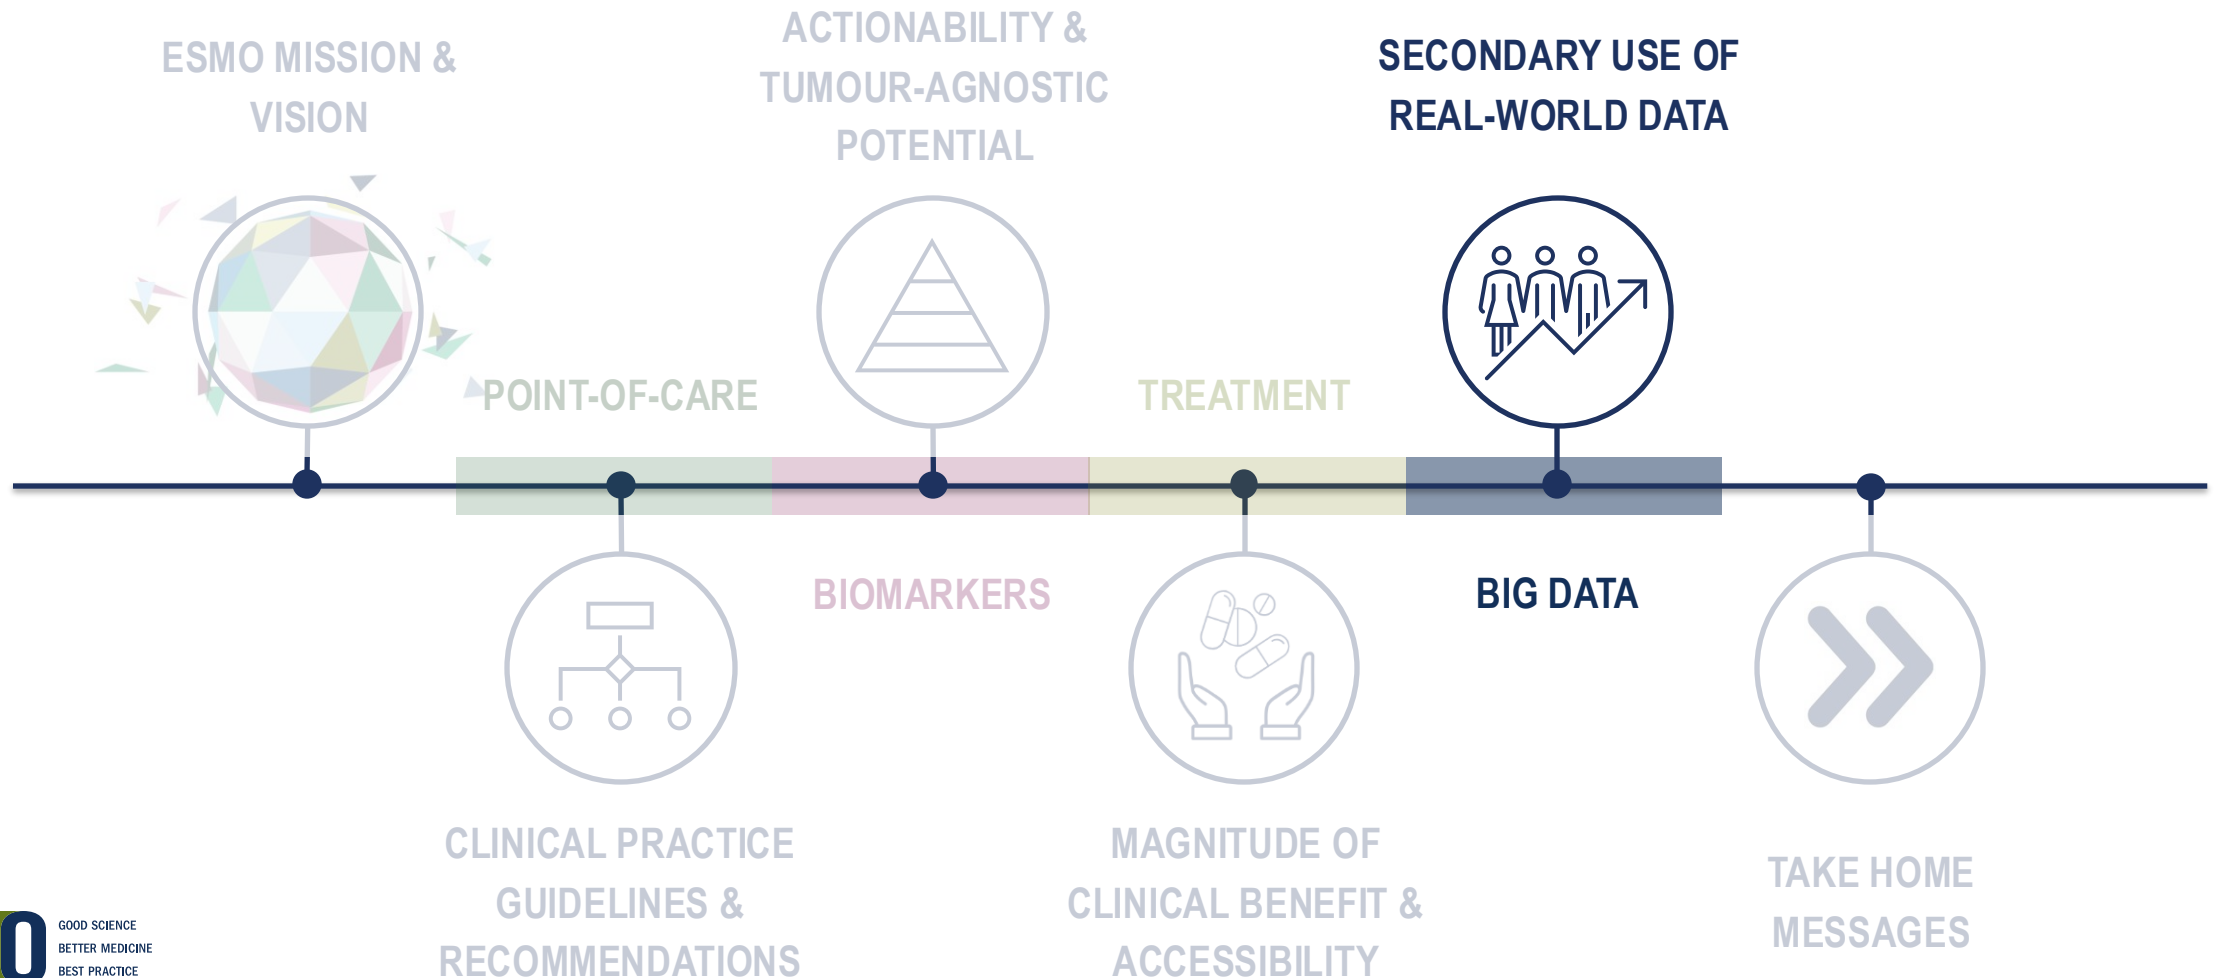 ESMO MISSION &
VISION
ACTIONABILITY &
TUMOUR-AGNOSTIC
POTENTIAL
SECONDARY USE OF
REAL-WORLD DATA
POINT-OF-CARE
TREATMENT
BIOMARKERS
BIG DATA
CLINICAL PRACTICE
GUIDELINES &
RECOMMENDATIONS
MAGNITUDE OF
CLINICAL BENEFIT &
ACCESSIBILITY
TAKE HOME
MESSAGES
O
GOOD SCIENCE
BETTER MEDICINE
BEST PRACTICE